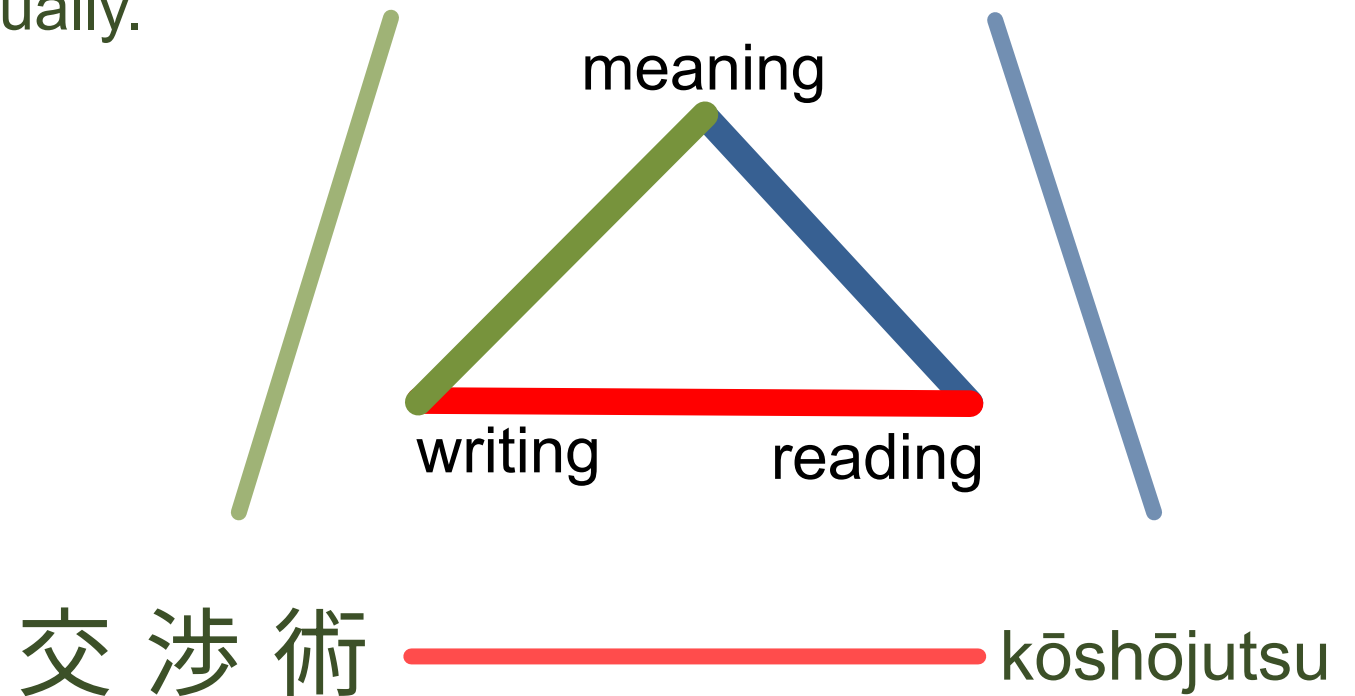 ually.
meaning
writing reading
交 渉 術 kōshōjutsu